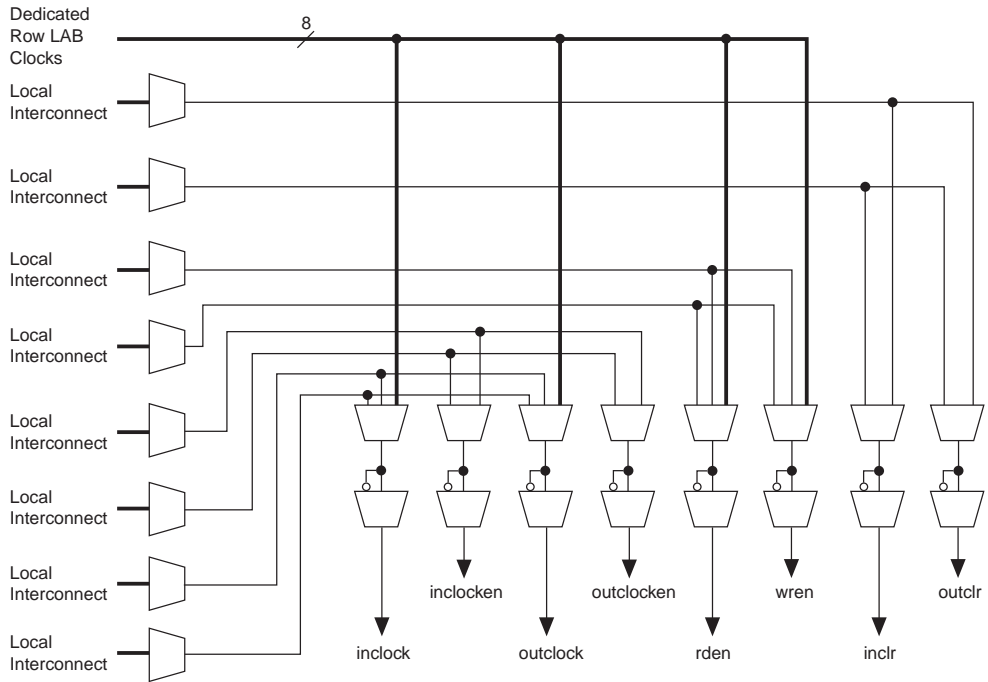 Dedicated
Row LAB
Clocks
8
Local
Interconnect
Local
Interconnect
Local
Interconnect
Local
Interconnect
Local
Interconnect
Local
Interconnect
Local
Interconnect
Local
Interconnect
inclocken
outclocken
wren
outclr
inclock
outclock
rden
inclr